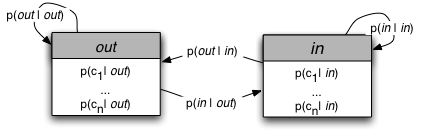 p(out | out)
p(in | in)
out
p(out | in)
in
p(c1| out)
...
p(cn| out)
p(in | out)
p(c1| in)
...
p(cn| in)